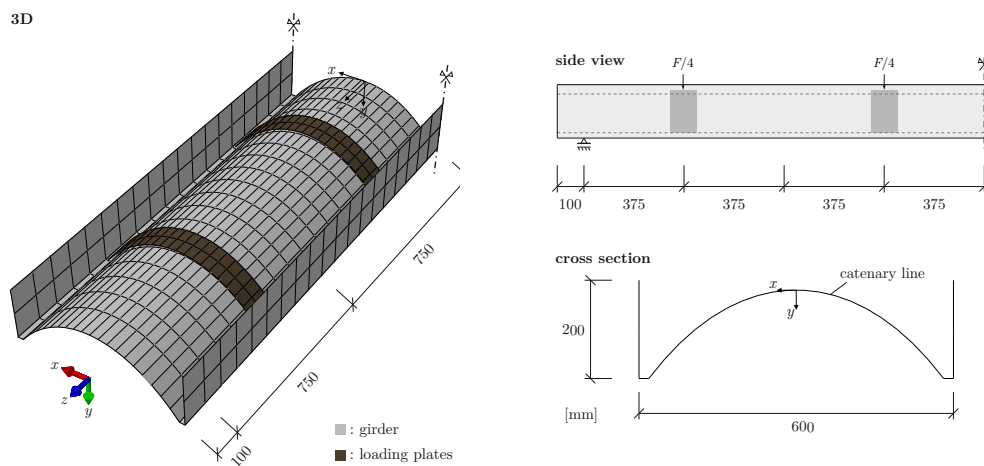 3D
x
z
y
750
750
100
x
z
y
: girder
: loading plates
side view
F/4
F/4
100
375
375
375
375
cross section
catenary line
x
y
200
[mm]
600